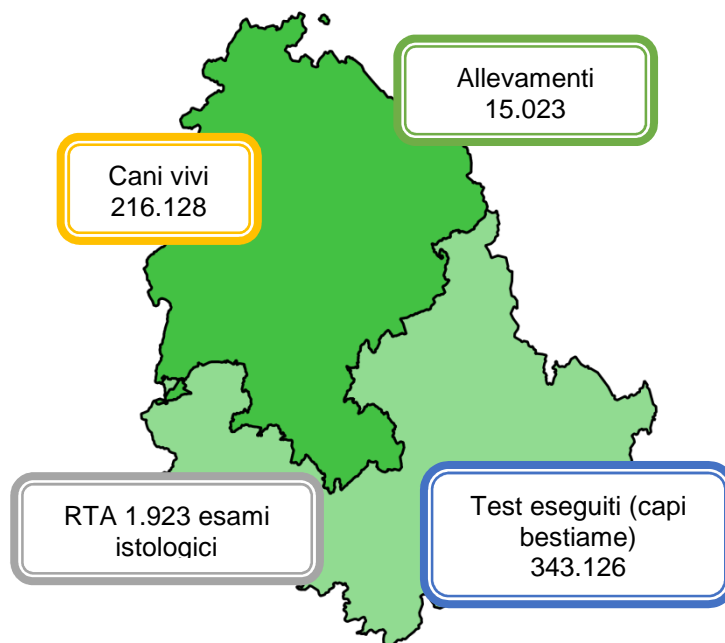 Allevamenti
15.023
Cani vivi
216.128
RTA 1.923 esami
istologici
Test eseguiti (capi
bestiame)
343.126